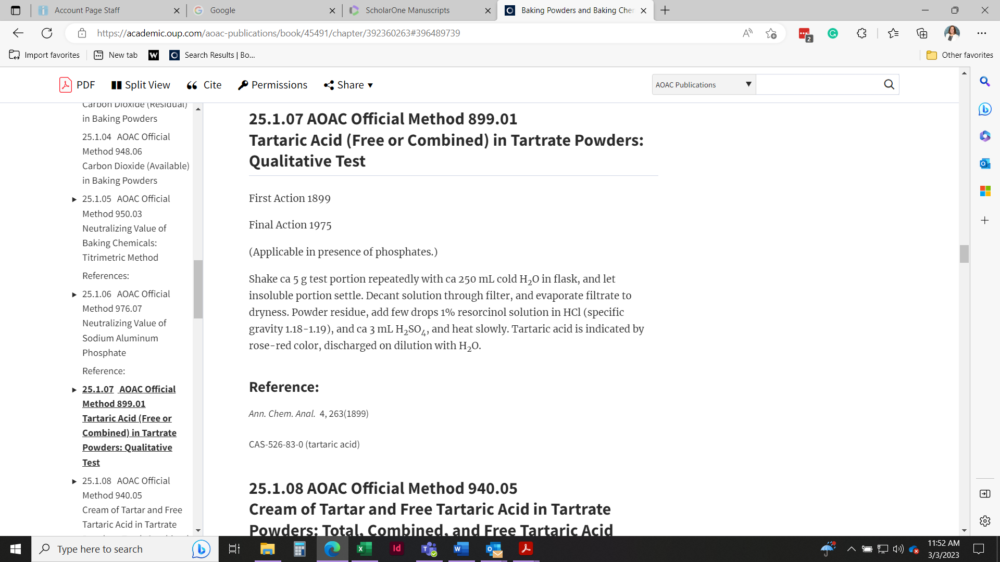 Account Page Staff
Google
ScholarOne Manuscripts
Baking Powders and Baking Cher
https://academic.oup.com/aoac-publications/book/45491/chapter/392360263#396489739
2
Import favorites
New tab
W
Search Results | Bo...
Other favorites
PDF
Split View
Cite
Permissions
Share
AOAC Publications
Carbon Dioxide (Residual)
in Baking Powders
25.1.04 AOAC Official
Method 948.06
Carbon Dioxide (Available)
in Baking Powders
25.1.05 AOAC Official
Method 950.03
Neutralizing Value of
Baking Chemicals:
Titrimetric Method
References:
25.1.06 AOAC Official
Method 976.07
Neutralizing Value of
Sodium Aluminum
Phosphate
Reference:
25.1.07 AOAC Official
Method 899.01
Tartaric Acid (Free or
Combined) in Tartrate
Powders: Qualitative
Test
25.1.08 AOAC Official
Method 940.05
Cream of Tartar and Free
Tartaric Acid in Tartrate
25.1.07 AOAC Official Method 899.01
Tartaric Acid (Free or Combined) in Tartrate Powders:
Qualitative Test
First Action 1899
Final Action 1975
(Applicable in presence of phosphates.)
Shake ca 5 g test portion repeatedly with ca 250 mL cold H2O in flask, and let
insoluble portion settle. Decant solution through filter, and evaporate filtrate to
dryness. Powder residue, add few drops 1% resorcinol solution in HCl (specific
gravity 1.18-1.19), and ca 3 mL H2SO4, and heat slowly. Tartaric acid is indicated by
rose-red color, discharged on dilution with H2O.
Reference:
Ann. Chem. Anal. 4, 263(1899)
CAS-526-83-0 (tartaric acid)
25.1.08 AOAC Official Method 940.05
Cream of Tartar and Free Tartaric Acid in Tartrate
Powders: Total, Combined, and Free Tartaric Acid
Type here to search
11:52 AM
3/3/2023